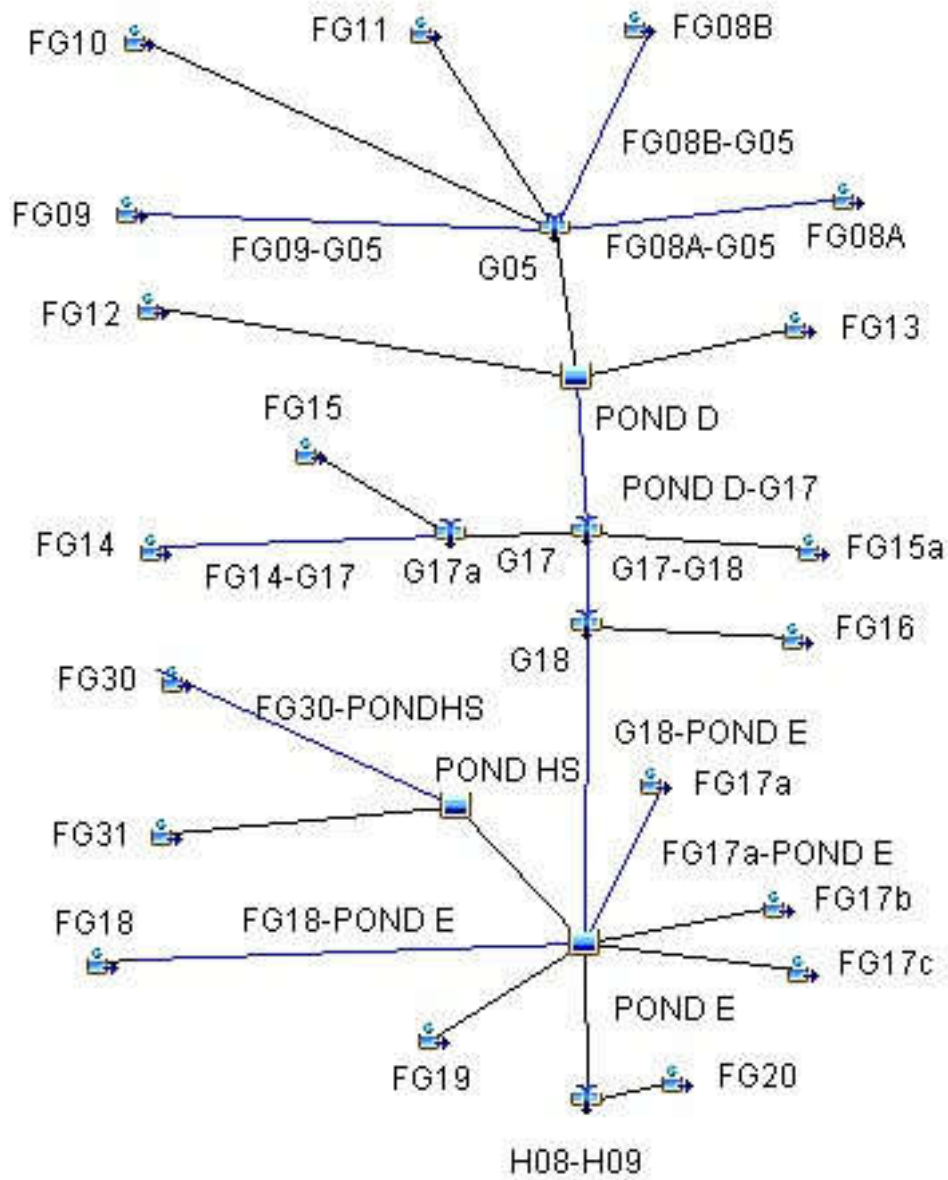 FG10
FG11
FG08B
FG08B-G05
FG09
FG09-G05
G05
FG08A-G05
FG08A
FG12
FG13
POND D
FG15
POND D-G17
FG14
FG14-G17
G17a
G17
G17-G18
FG15a
G18
FG16
FG30
FG30-PONDHS
G18-POND E
POND HS
FG17a
FG31
FG17a-POND E
FG17b
FG18
FG18-POND E
FG17c
POND E
FG19
FG20
H08-H09